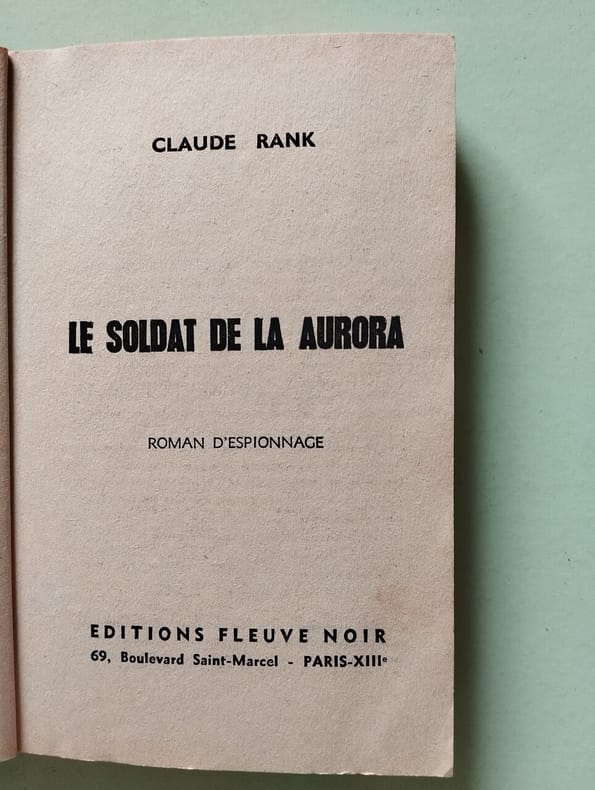 CLAUDE RANK
LE SOLDAT DE LA AURORA
ROMAN D'ESPIONNAGE
EDITIONS FLEUVE NOIR
69, Boulevard Saint-Marcel - PARIS-XIIIe